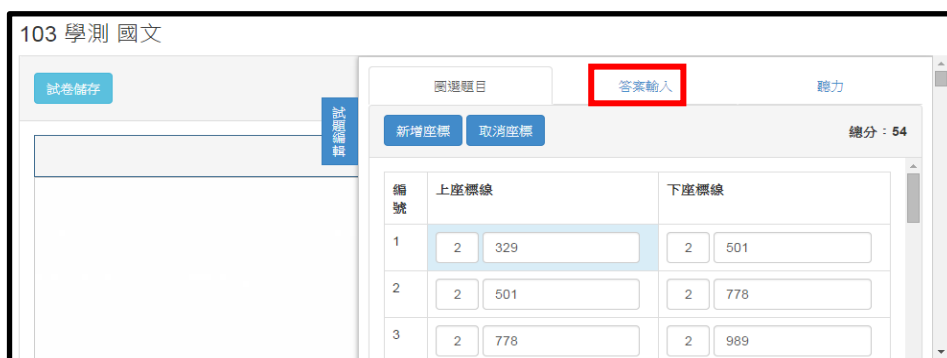 103 學測 國文
試卷儲存
試題編輯
圈選題目 答案輸入 聽力
新增座標 取消座標 總分：54
編號 上座標線 下座標線
1 2 329 2 501
2 2 501 2 778
3 2 778 2 989